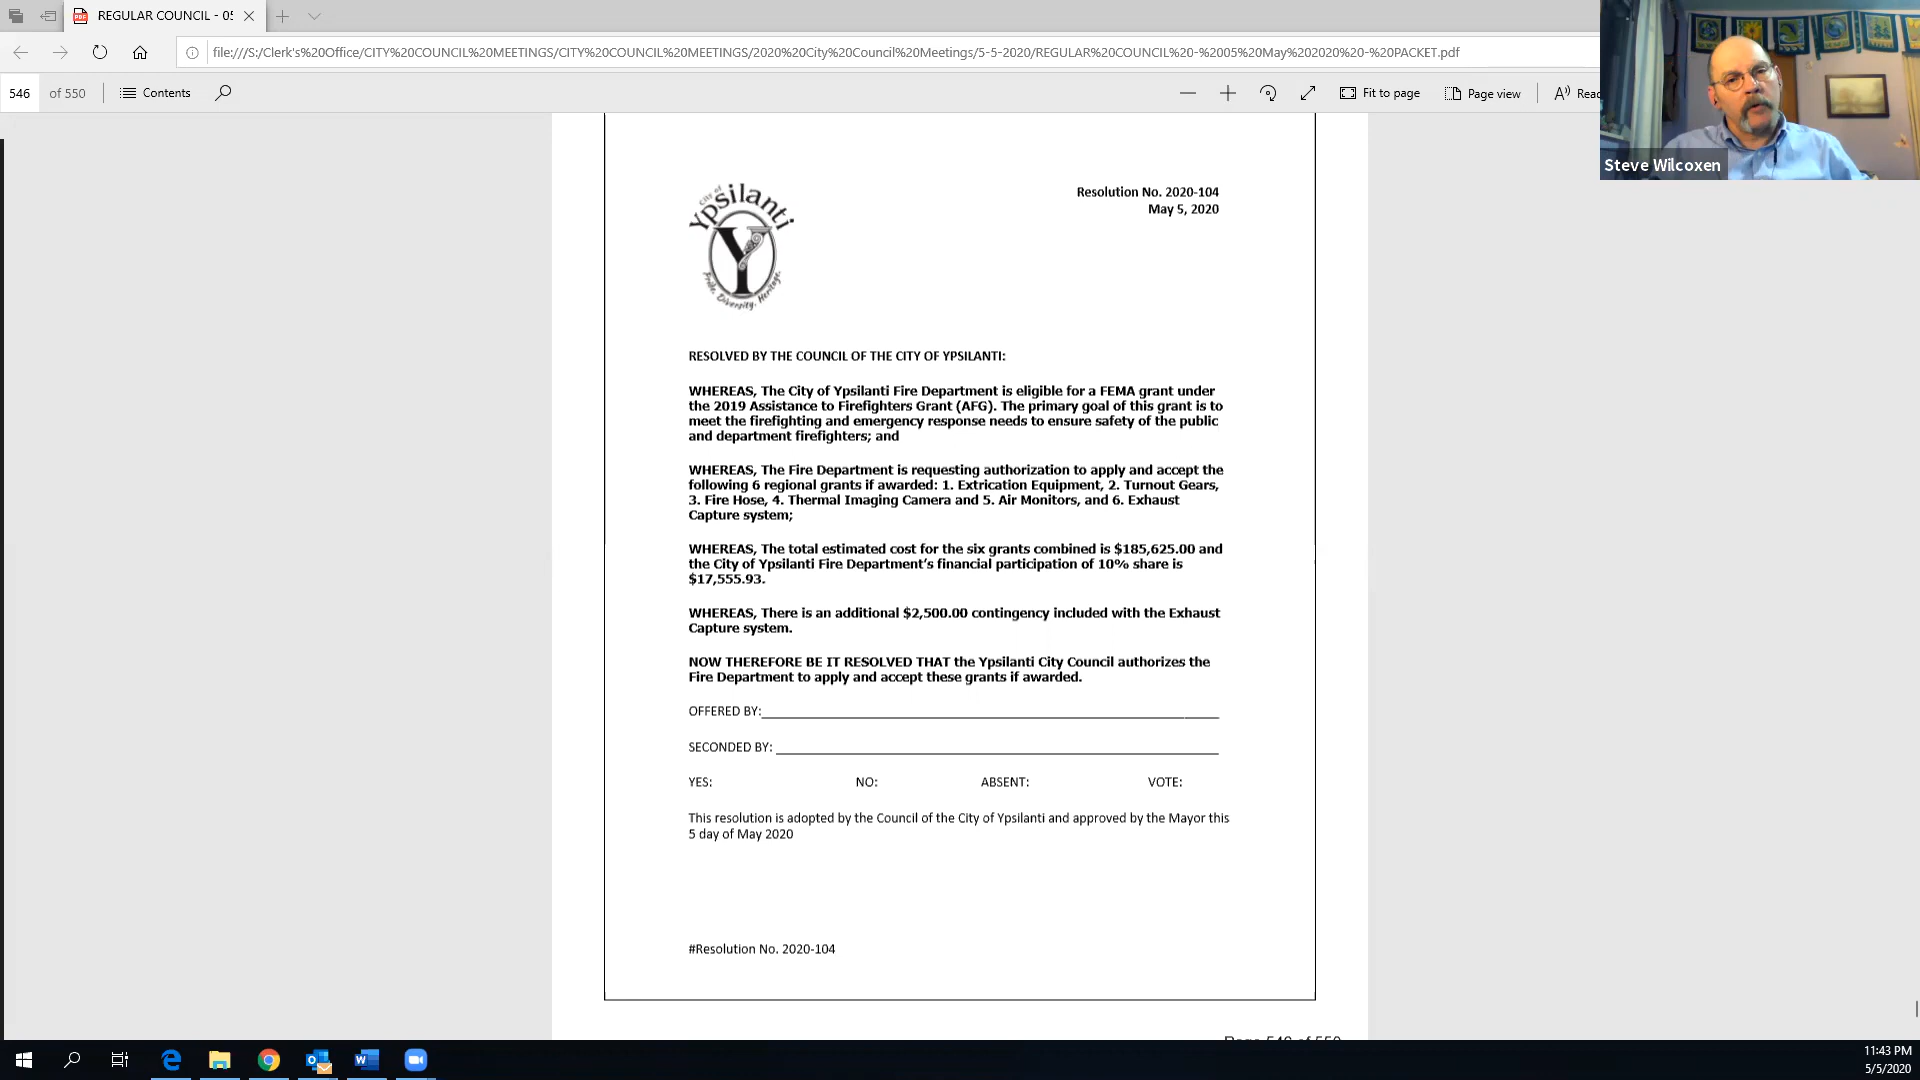 REGULAR COUNCIL - 05
file:///S:/Clerk's%20Office/CITY%20COUNCIL%20MEETINGS/CITY%20COUNCIL%20MEETINGS/2020%20City%20Council%20Meetings/5-5-2020/REGULAR%20COUNCIL%20-%2005%20May%202020%20-%20PACKET.pdf
546 of 550 Contents Fit to page Page view Read
Steve Wilcoxen
City of
Ypsilanti
Y
Pride. Diversity. Heritage.
Resolution No. 2020-104
May 5, 2020
RESOLVED BY THE COUNCIL OF THE CITY OF YPSILANTI:
WHEREAS, The City of Ypsilanti Fire Department is eligible for a FEMA grant under
the 2019 Assistance to Firefighters Grant (AFG). The primary goal of this grant is to
meet the firefighting and emergency response needs to ensure safety of the public
and department firefighters; and
WHEREAS, The Fire Department is requesting authorization to apply and accept the
following 6 regional grants if awarded: 1. Extrication Equipment, 2. Turnout Gears,
3. Fire Hose, 4. Thermal Imaging Camera and 5. Air Monitors, and 6. Exhaust
Capture system;
WHEREAS, The total estimated cost for the six grants combined is $185,625.00 and
the City of Ypsilanti Fire Department's financial participation of 10% share is
$17,555.93.
WHEREAS, There is an additional $2,500.00 contingency included with the Exhaust
Capture system.
NOW THEREFORE BE IT RESOLVED THAT the Ypsilanti City Council authorizes the
Fire Department to apply and accept these grants if awarded.
OFFERED BY:
SECONDED BY:
YES: NO: ABSENT: VOTE:
This resolution is adopted by the Council of the City of Ypsilanti and approved by the Mayor this
5 day of May 2020
#Resolution No. 2020-104
Page 546 of 550
11:43 PM
5/5/2020